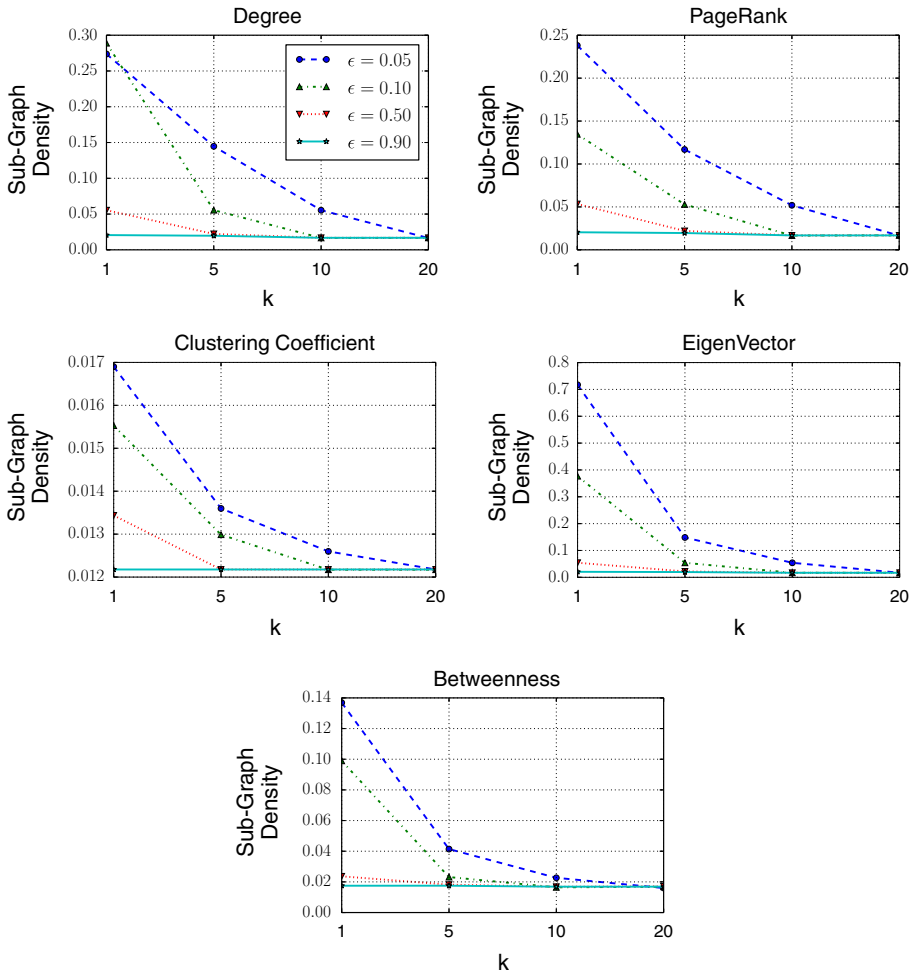 Degree
0.30
0.25
0.20
0.15
0.10
0.05
0.00
Sub-Graph
Density
ϵ = 0.05
ϵ = 0.10
ϵ = 0.50
ϵ = 0.90
1 5 10 20
k
PageRank
0.25
0.20
0.15
0.10
0.05
0.00
Sub-Graph
Density
1 5 10 20
k
Clustering Coefficient
0.017
0.016
0.015
0.014
0.013
0.012
Sub-Graph
Density
1 5 10 20
k
EigenVector
0.8
0.7
0.6
0.5
0.4
0.3
0.2
0.1
0.0
Sub-Graph
Density
1 5 10 20
k
Betweenness
0.14
0.12
0.10
0.08
0.06
0.04
0.02
0.00
Sub-Graph
Density
1 5 10 20
k